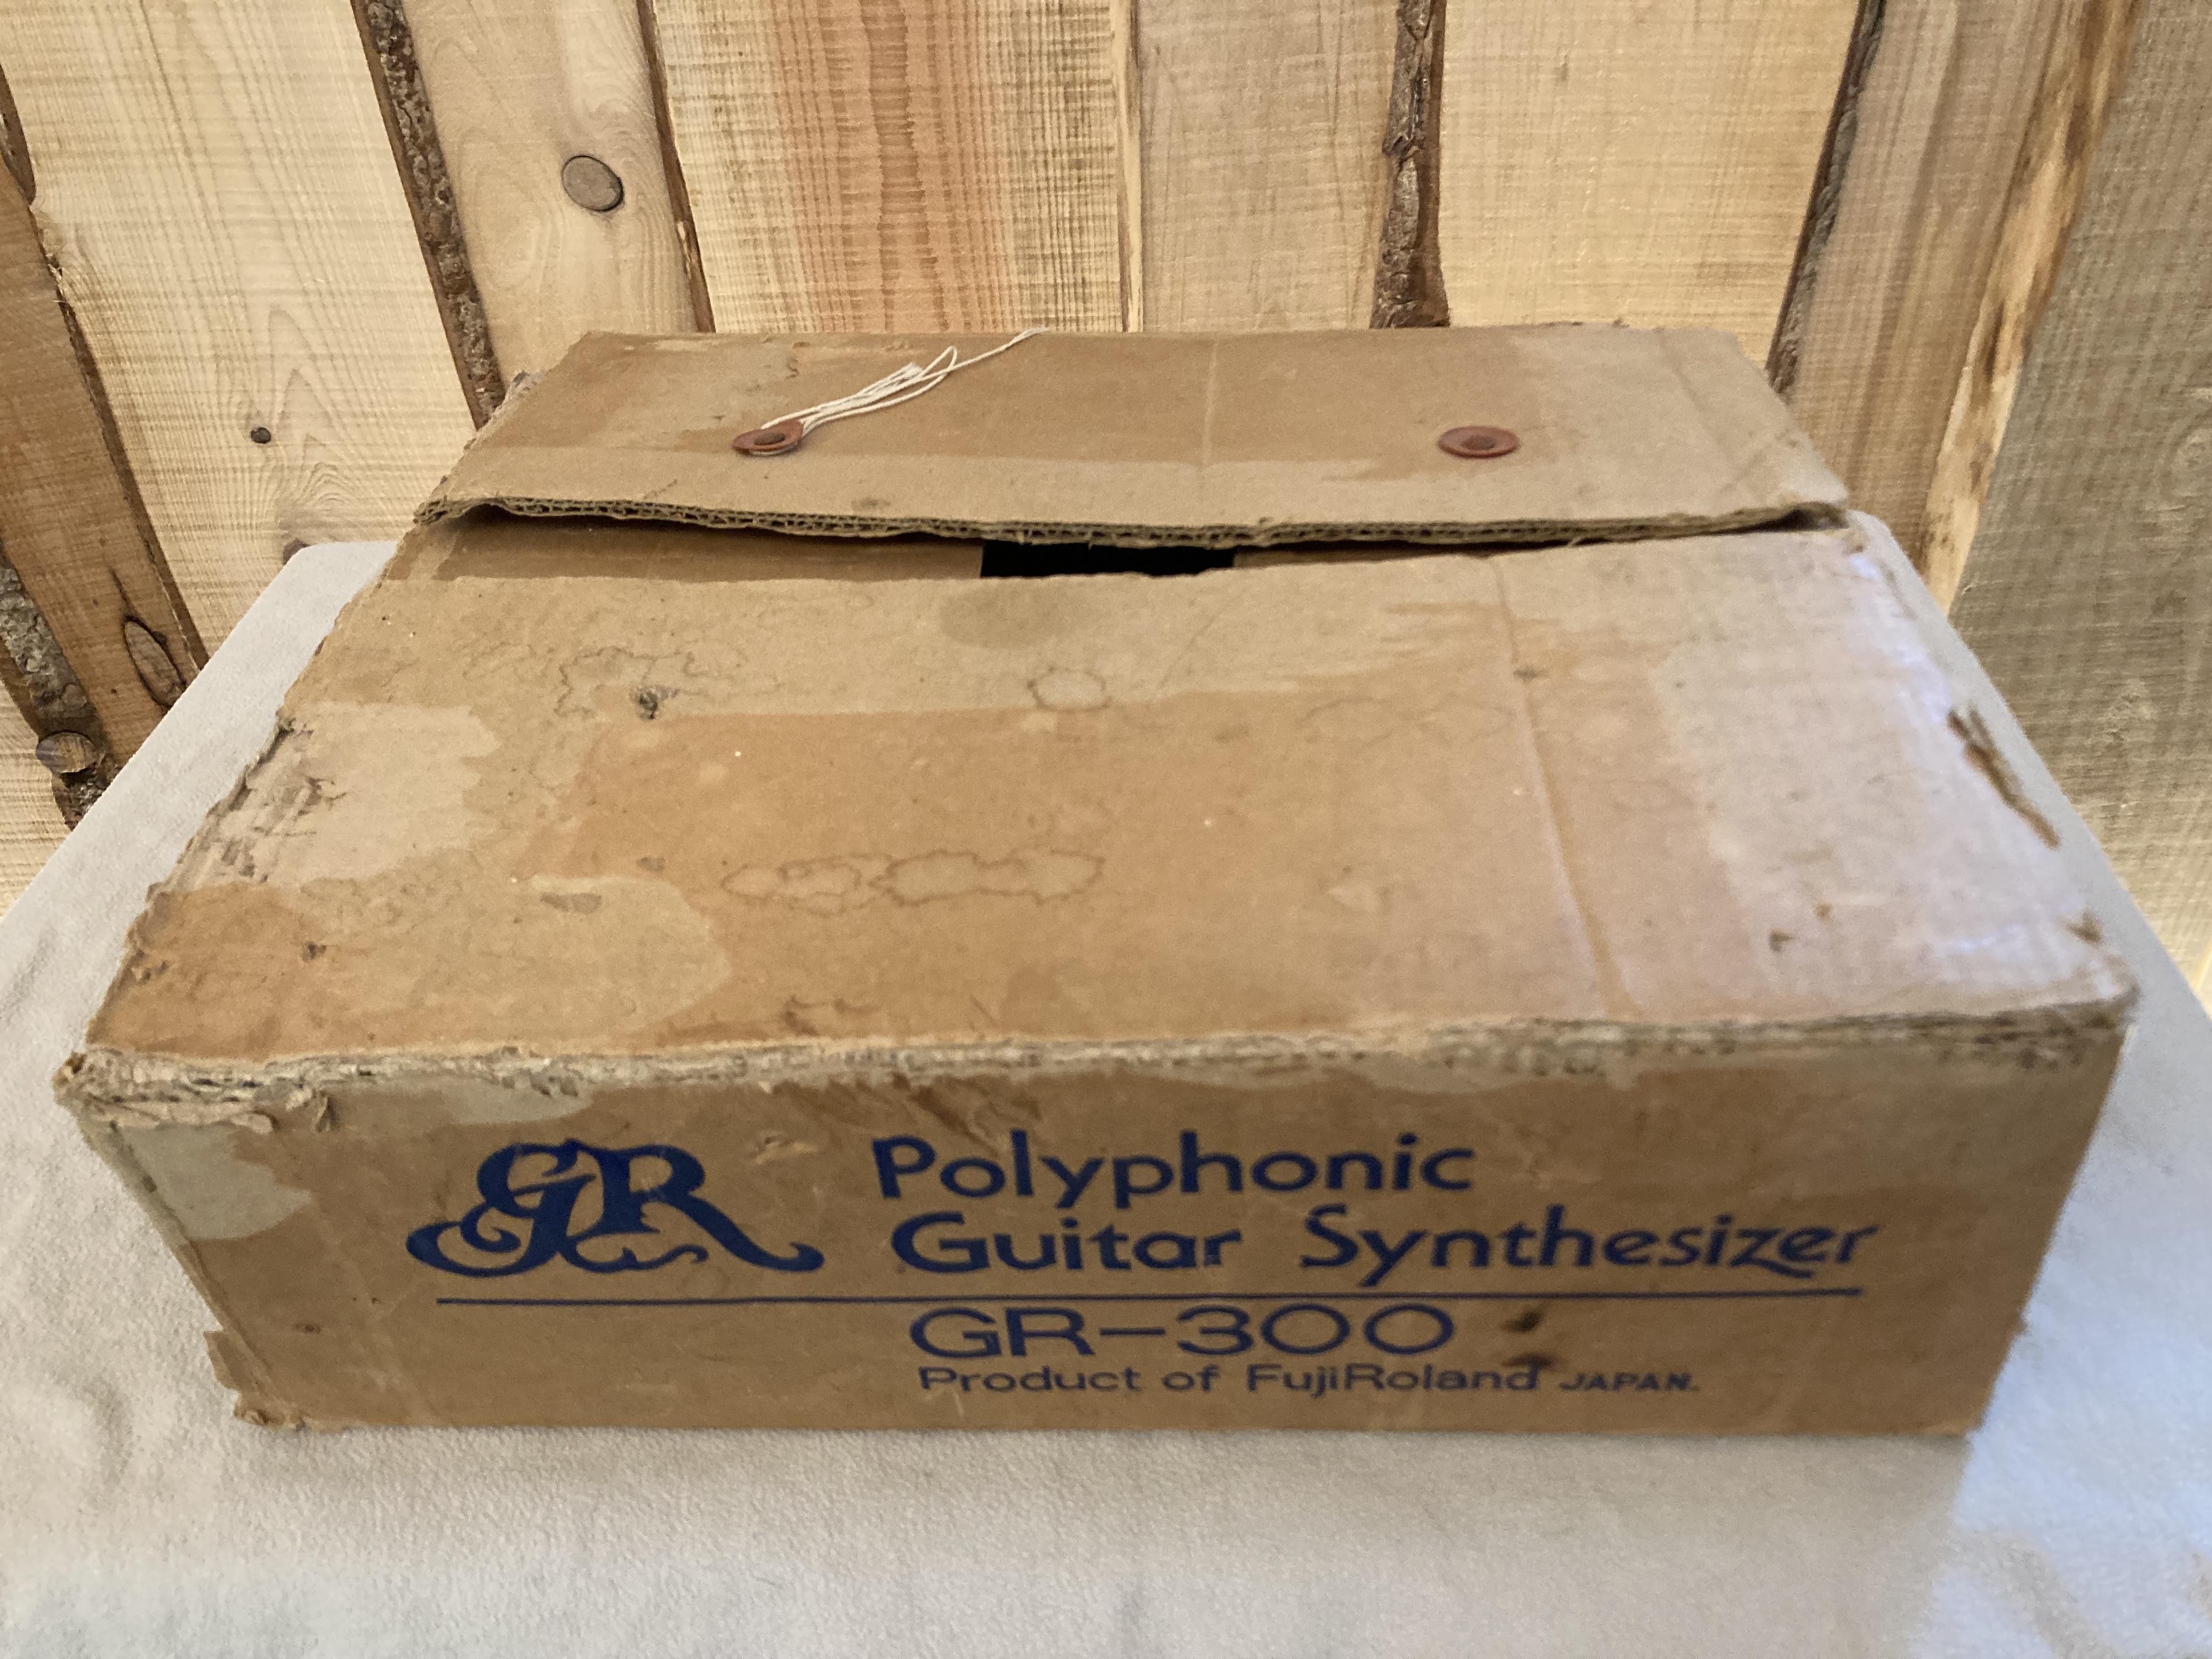 GR Polyphonic
Guitar Synthesizer
GR-300
Product of FujiRoland JAPAN.